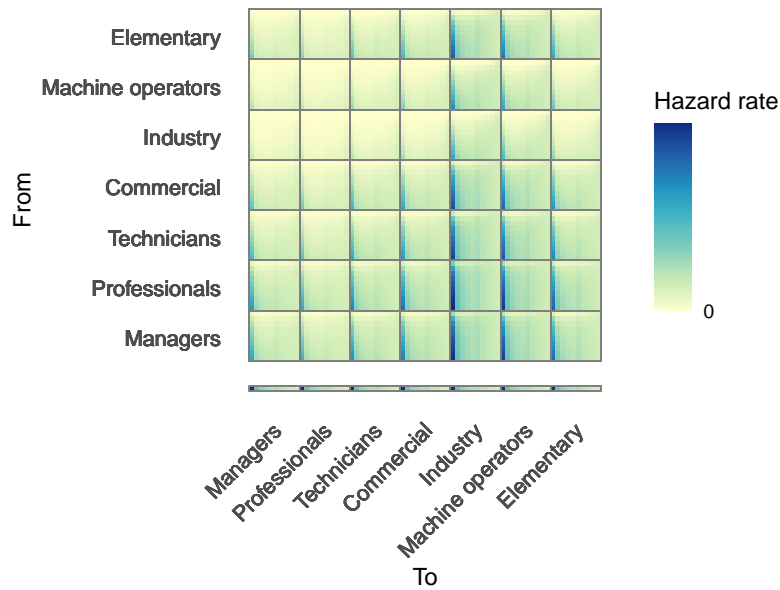 Elementary
Machine operators
Industry
Commercial
Technicians
Professionals
Managers
From
Managers
Professionals
Technicians
Commercial
Industry
Machine operators
Elementary
To
Hazard rate
0